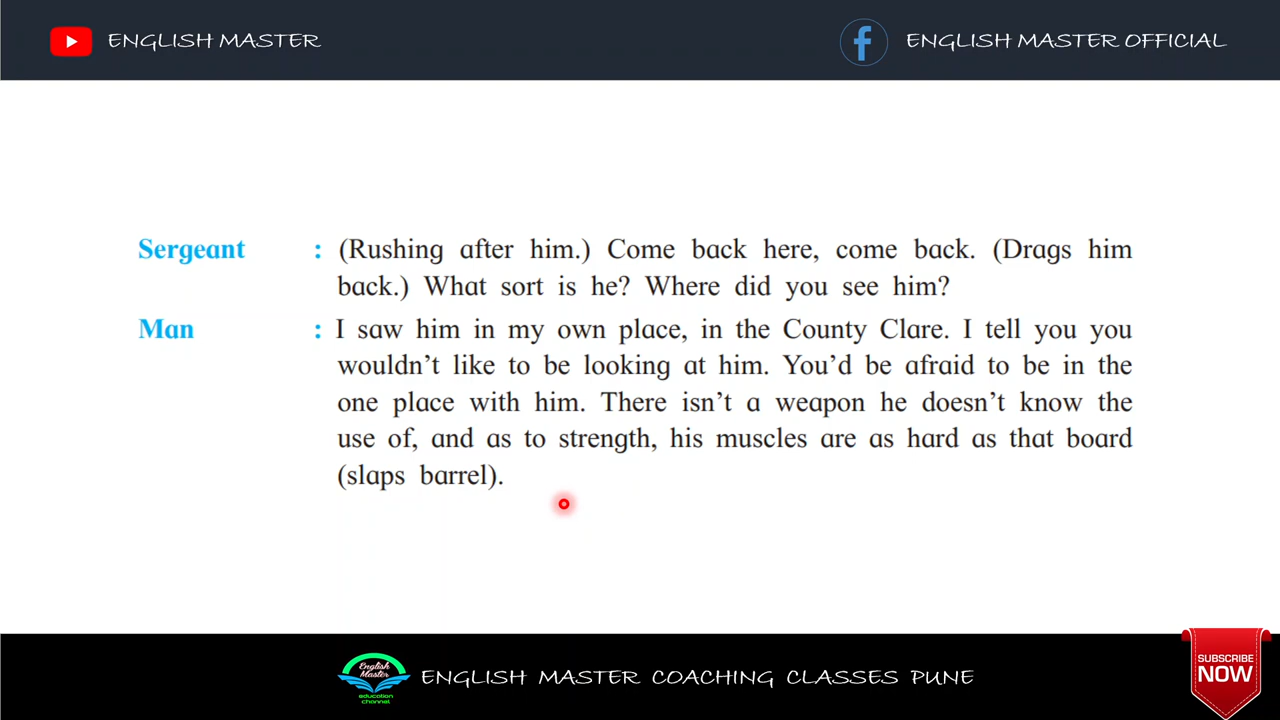 ENGLISH MASTER
ENGLISH MASTER OFFICIAL
Sergeant : (Rushing after him.) Come back here, come back. (Drags him
back.) What sort is he? Where did you see him?
Man : I saw him in my own place, in the County Clare. I tell you you
wouldn’t like to be looking at him. You’d be afraid to be in the
one place with him. There isn’t a weapon he doesn’t know the
use of, and as to strength, his muscles are as hard as that board
(slaps barrel).
English
Master
education
channel
ENGLISH MASTER COACHING CLASSES PUNE
SUBSCRIBE
NOW